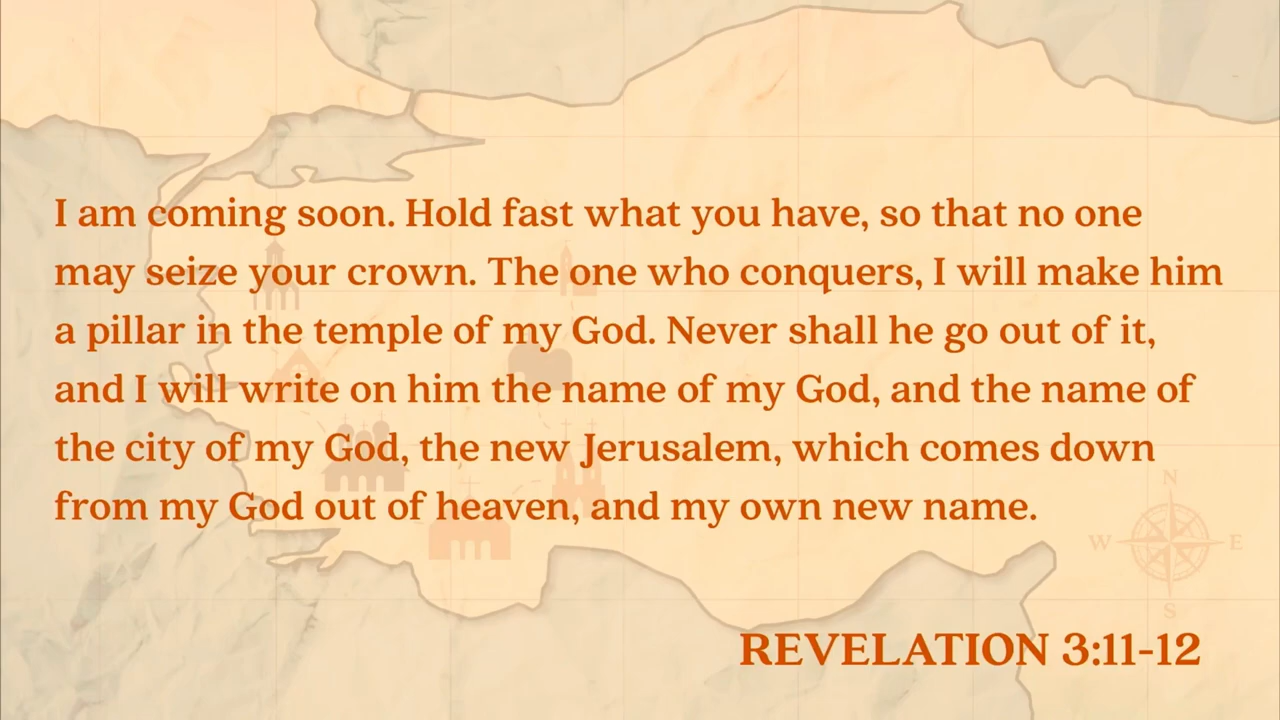 I am coming soon. Hold fast what you have, so that no one
may seize your crown. The one who conquers, I will make him
a pillar in the temple of my God. Never shall he go out of it,
and I will write on him the name of my God, and the name of
the city of my God, the new Jerusalem, which comes down
from my God out of heaven, and my own new name.
N
W E
S
REVELATION 3:11-12